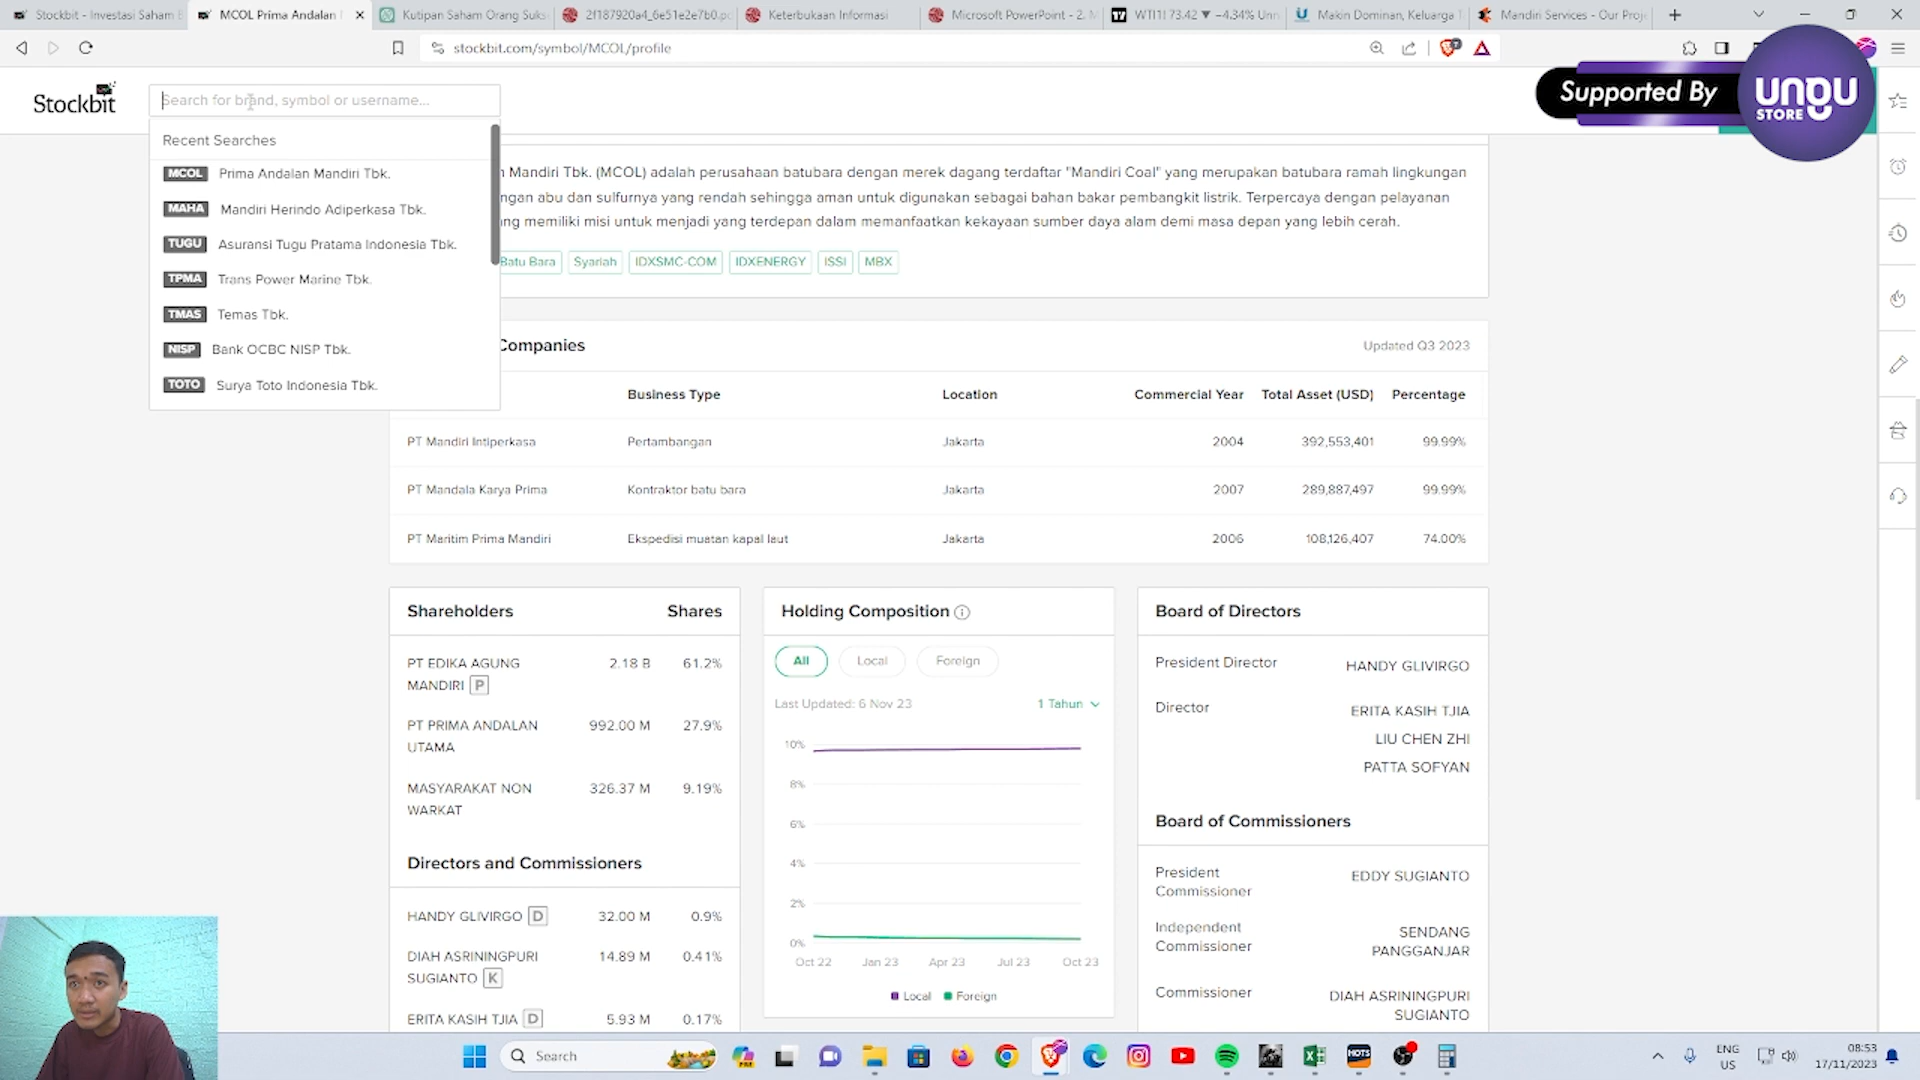 Stockbit - Investasi Saham
MCOL Prima Andalan
Kutipan Saham Orang Suks
2f187920a4_6e51e2e7b0.p
Keterbukaan Informasi
Microsoft PowerPoint - 2.
WTI1! 73.42 ▼ −4.34% Unn
Makin Dominan, Keluarga
Mandiri Services - Our Proj
stockbit.com/symbol/MCOL/profile
Supported By
UNGU
STORE
Stockbit
Search for brand, symbol or username...
Recent Searches
MCOL Prima Andalan Mandiri Tbk.
MAHA Mandiri Herindo Adiperkasa Tbk.
TUGU Asuransi Tugu Pratama Indonesia Tbk.
TPMA Trans Power Marine Tbk.
TMAS Temas Tbk.
NISP Bank OCBC NISP Tbk.
TOTO Surya Toto Indonesia Tbk.
Mandiri Tbk. (MCOL) adalah perusahaan batubara dengan merek dagang terdaftar "Mandiri Coal" yang merupakan batubara ramah lingkungan
ngan abu dan sulfurnya yang rendah sehingga aman untuk digunakan sebagai bahan bakar pembangkit listrik. Terpercaya dengan pelayanan
ng memiliki misi untuk menjadi yang terdepan dalam memanfaatkan kekayaan sumber daya alam demi masa depan yang lebih cerah.
Batu Bara Syariah IDXSMC-COM IDXENERGY ISSI MBX
Companies
Updated Q3 2023
Business Type Location Commercial Year Total Asset (USD) Percentage
PT Mandiri Intiperkasa Pertambangan Jakarta 2004 392,553,401 99.99%
PT Mandala Karya Prima Kontraktor batu bara Jakarta 2007 289,887,497 99.99%
PT Maritim Prima Mandiri Ekspedisi muatan kapal laut Jakarta 2006 108,126,407 74.00%
Shareholders Shares
PT EDIKA AGUNG
MANDIRI P 2.18 B 61.2%
PT PRIMA ANDALAN
UTAMA 992.00 M 27.9%
MASYARAKAT NON
WARKAT 326.37 M 9.19%
Directors and Commissioners
HANDY GLIVIRGO D 32.00 M 0.9%
DIAH ASRININGPURI
SUGIANTO K 14.89 M 0.41%
ERITA KASIH TJIA D 5.93 M 0.17%
Holding Composition
All Local Foreign
Last Updated: 6 Nov 23 1 Tahun
10%
8%
6%
4%
2%
0%
Oct 22 Jan 23 Apr 23 Jul 23 Oct 23
Local Foreign
Board of Directors
President Director HANDY GLIVIRGO
Director ERITA KASIH TJIA
LIU CHEN ZHI
PATTA SOFYAN
Board of Commissioners
President
Commissioner EDDY SUGIANTO
Independent
Commissioner SENDANG
PANGGANJAR
Commissioner DIAH ASRININGPURI
SUGIANTO
Search
MOTS
ENG
US
08:53
17/11/2023